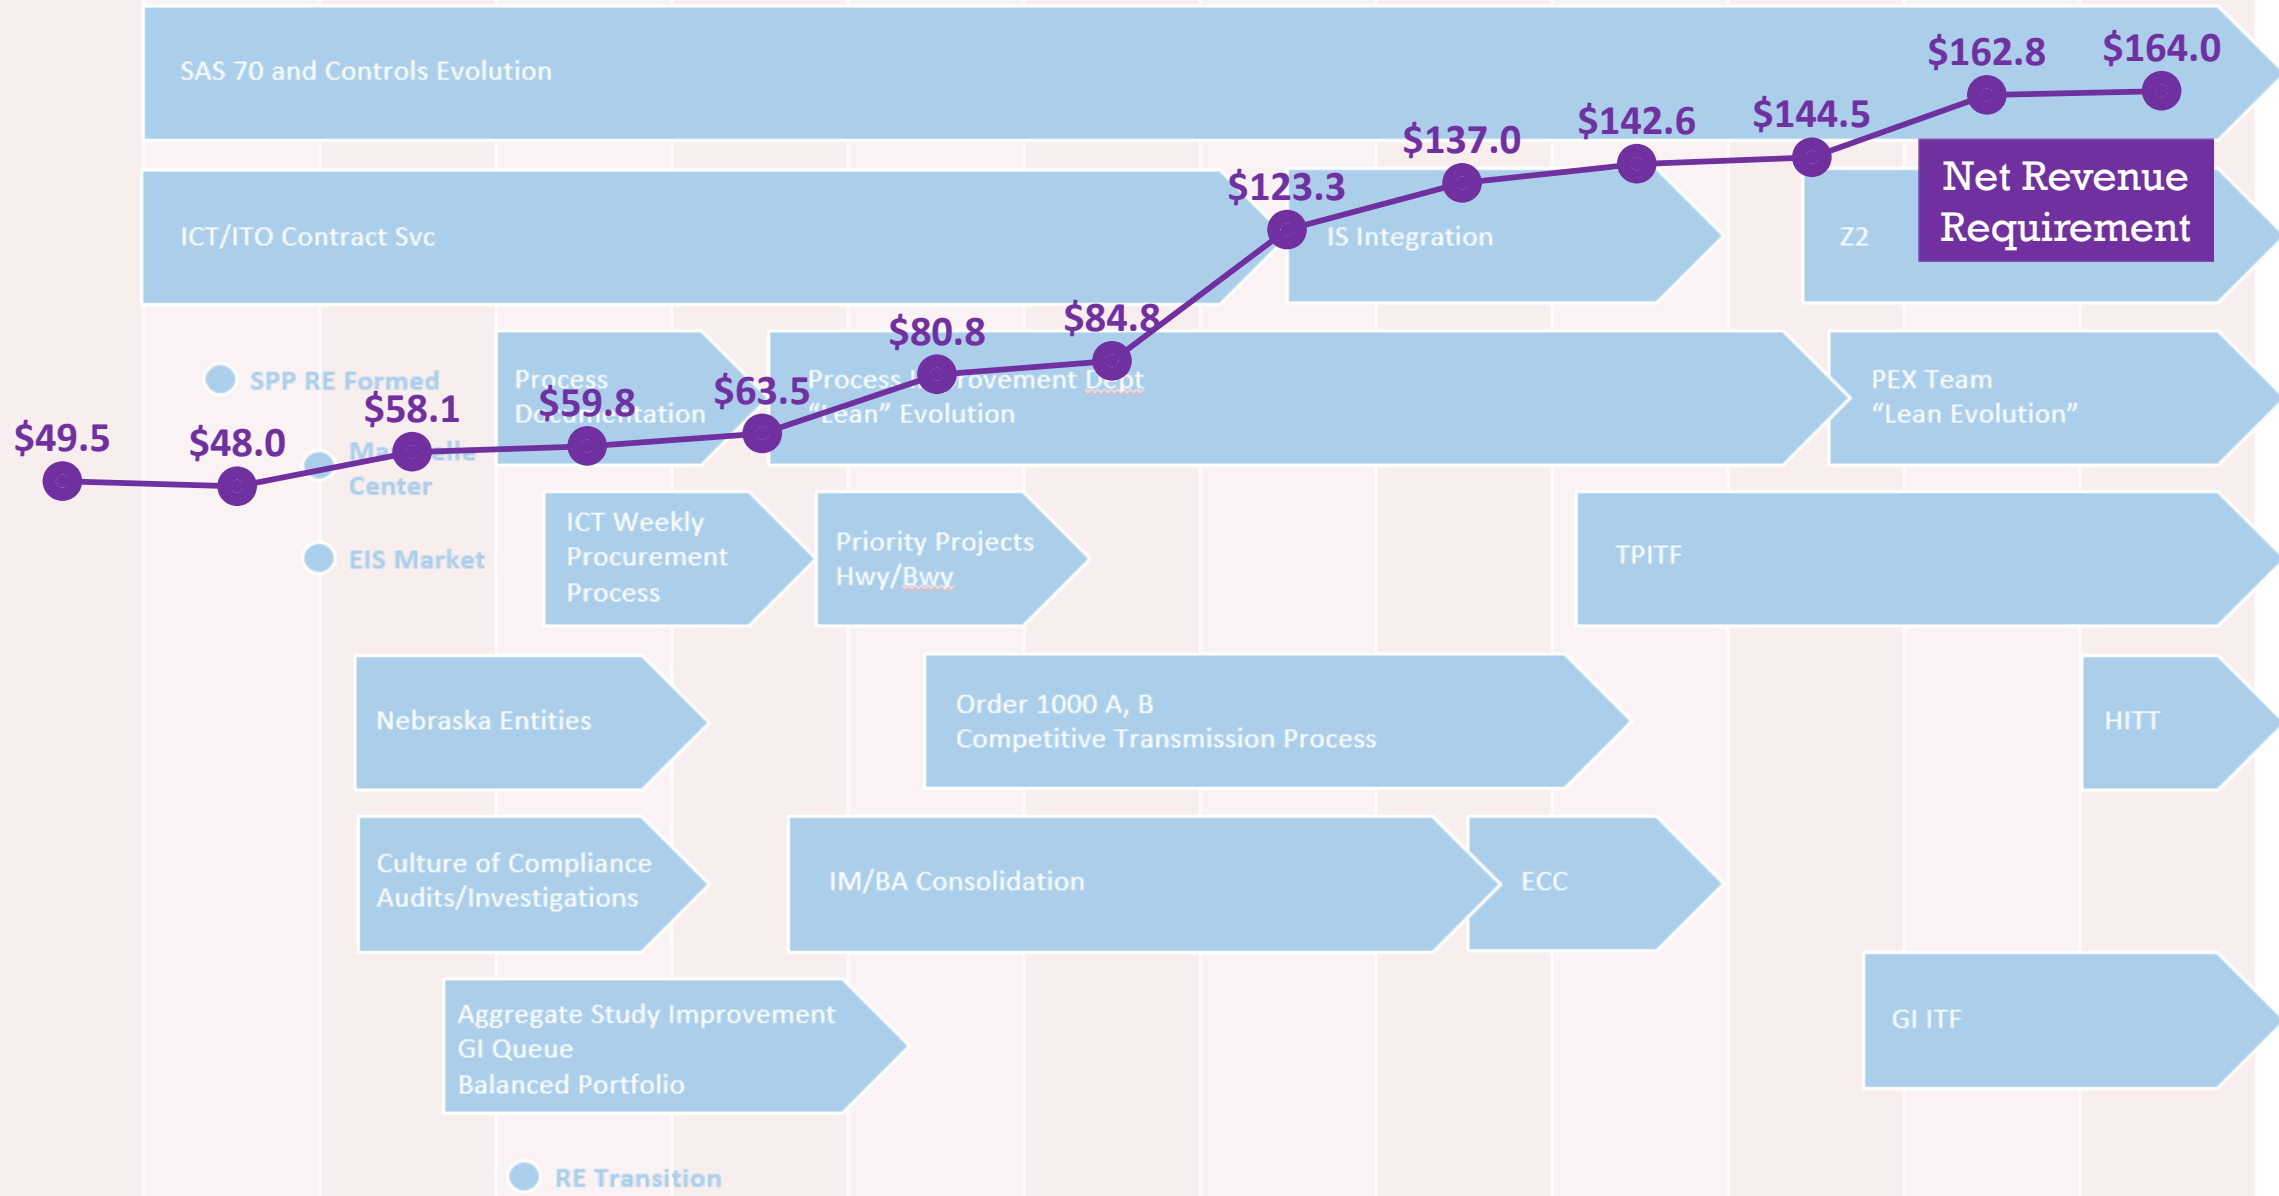 SAS 70 and Controls Evolution
$162.8
$164.0
$144.5
$142.6
$137.0
$123.3
Net Revenue
Requirement
ICT/ITO Contract Svc
IS Integration
Z2
$84.8
$80.8
$63.5
$59.8
$58.1
$48.0
$49.5
SPP RE Formed
Process
Documentation
Process Improvement Dept
"Lean" Evolution
PEX Team
“Lean Evolution”
Center
EIS Market
ICT Weekly
Procurement
Process
Priority Projects
Hwy/Bwy
TPITF
Nebraska Entities
Order 1000 A, B
Competitive Transmission Process
HITT
Culture of Compliance
Audits/Investigations
IM/BA Consolidation
ECC
Aggregate Study Improvement
GI Queue
Balanced Portfolio
GI ITF
RE Transition